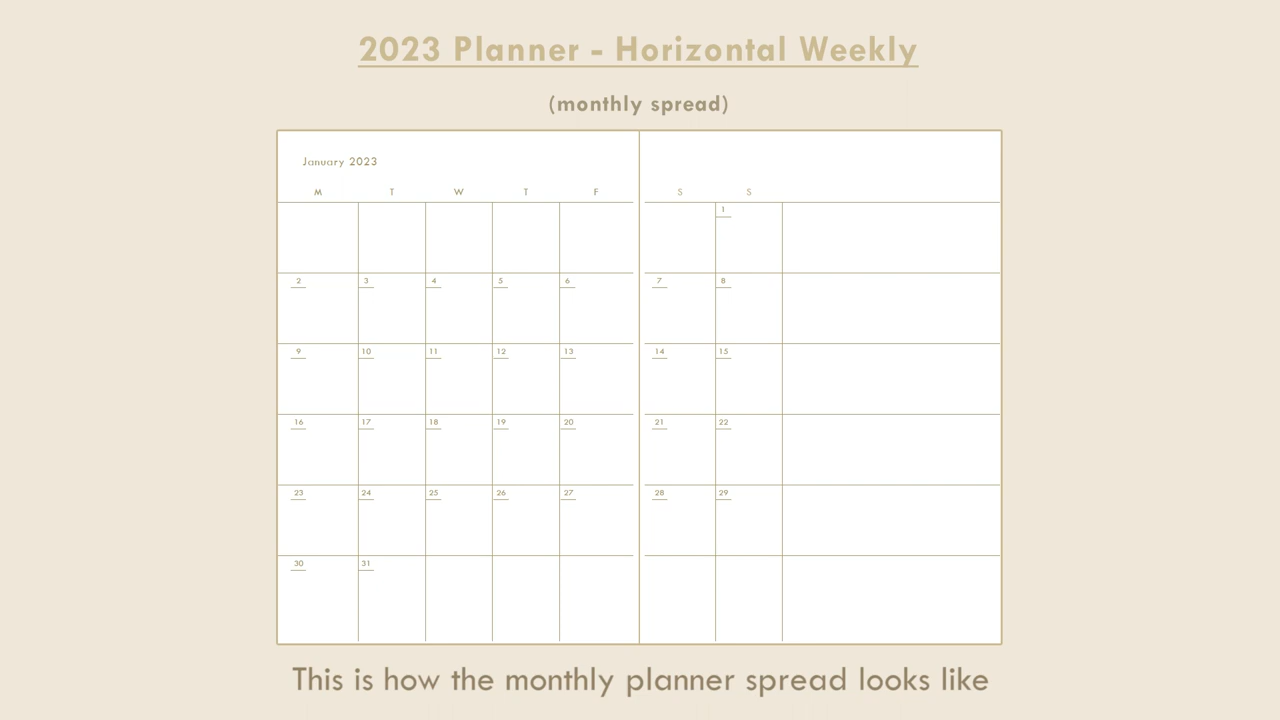 2023 Planner - Horizontal Weekly
(monthly spread)
January 2023
M T W T F S S
1
2 3 4 5 6 7 8
9 10 11 12 13 14 15
16 17 18 19 20 21 22
23 24 25 26 27 28 29
30 31
This is how the monthly planner spread looks like